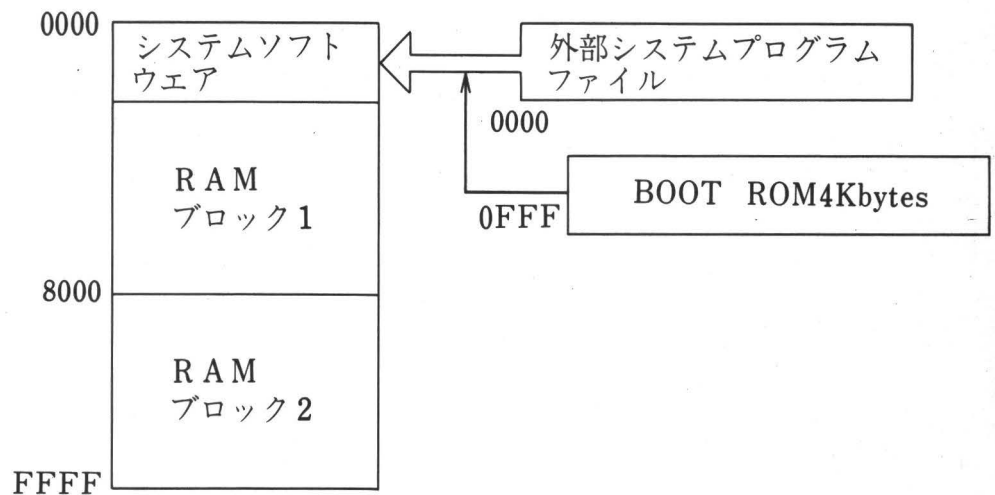 0000
システムソフト
ウエア
外部システムプログラム
ファイル
0000
BOOT ROM4Kbytes
0FFF
RAM
ブロック1
8000
RAM
ブロック2
FFFF